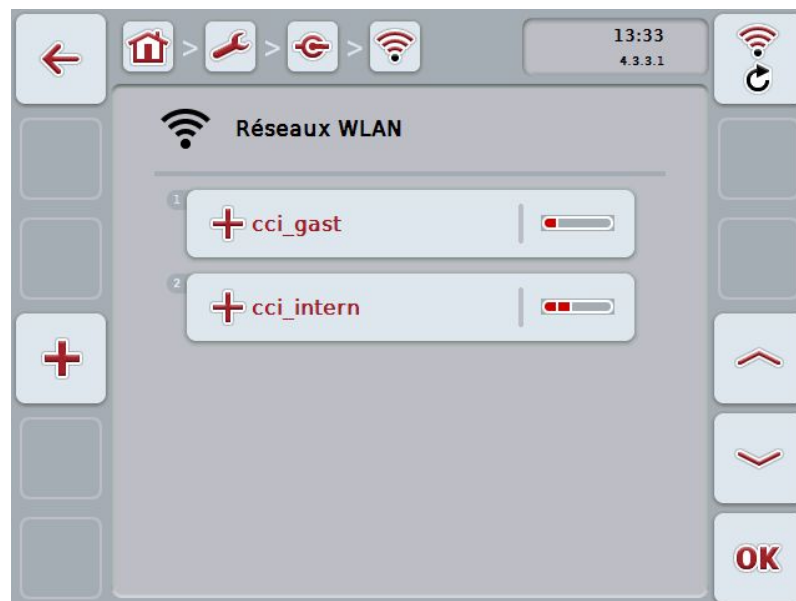 > > >
13:33
4.3.3.1
Réseaux WLAN
1
cci_gast
2
cci_intern
OK